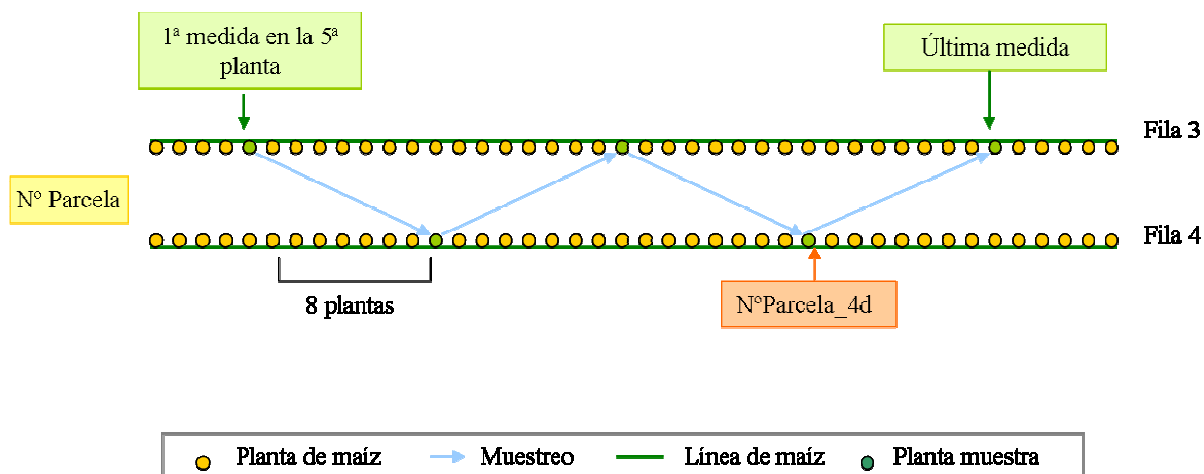 1ª medida en la 5ª
planta
Última medida
Fila 3
Nº Parcela
Fila 4
8 plantas
NºParcela_4d
Planta de maíz
Muestreo
Línea de maíz
Planta muestra